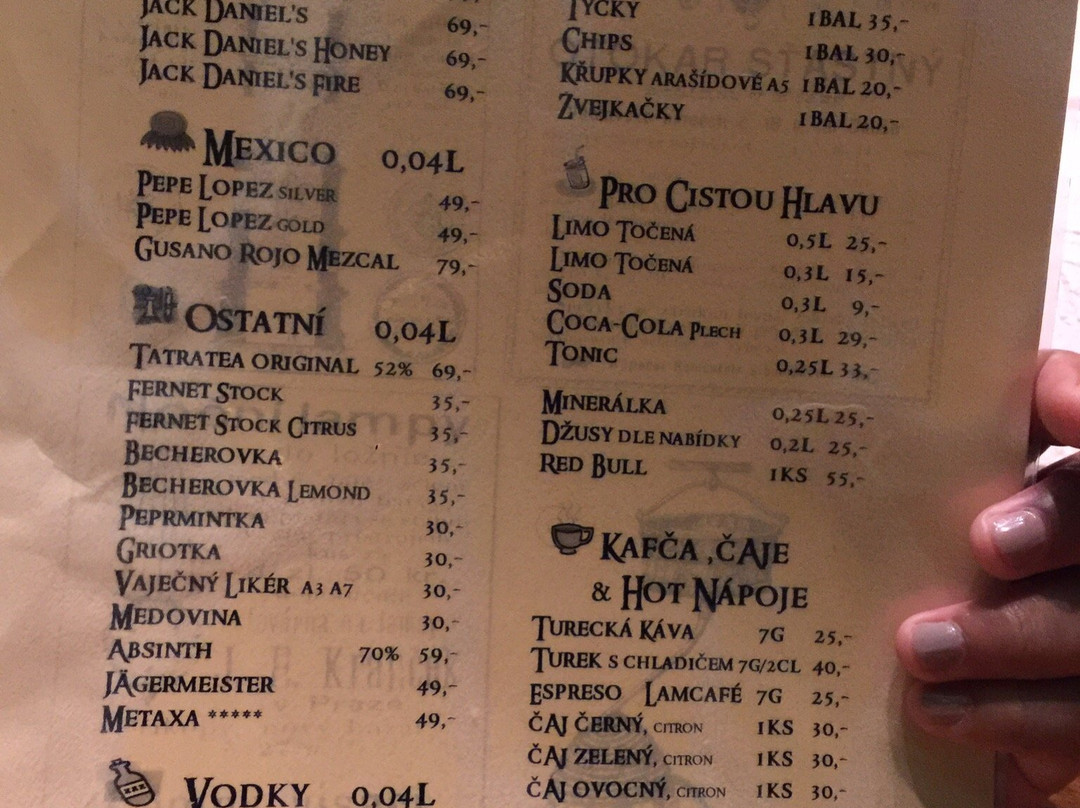 JACK DANIEL'S 69,-
JACK DANIEL'S HONEY 69,-
JACK DANIEL'S FIRE 69,-
MEXICO 0,04L
PEPE LOPEZ SILVER 49,-
PEPE LOPEZ GOLD 49,-
GUSANO ROJO MEZCAL 79,-
OSTATNÍ 0,04L
TATRATEA ORIGINAL 52% 69,-
FERNET STOCK 35,-
FERNET STOCK CITRUS 35,-
BECHEROVKA 35,-
BECHEROVKA LEMOND 35,-
PEPRMINTKA 30,-
GRIOTKA 30,-
VAJEČNÝ LIKÉR A3 A7 30,-
MEDOVINA 30,-
ABSINTH 70% 59,-
JÄGERMEISTER 49,-
METAXA ***** 49,-
VODKY 0,04L
TYČKY 1BAL 35,-
CHIPS 1BAL 30,-
KŘUPKY ARAŠÍDOVÉ A5 1BAL 20,-
ŽVEJKAČKY 1BAL 20,-
PRO CISTOU HLAVU
LIMO TOČENÁ 0,5L 25,-
LIMO TOČENÁ 0,3L 15,-
SODA 0,3L 9,-
COCA-COLA PLECH 0,3L 29,-
TONIC 0,25L 33,-
MINERÁLKA 0,25L 25,-
DŽUSY DLE NABÍDKY 0,2L 25,-
RED BULL 1KS 55,-
KAFČA ,ČAJE
& HOT NÁPOJE
TURECKÁ KÁVA 7G 25,-
TUREK S CHLADIČEM 7G/2CL 40,-
ESPRESO LAMCAFÉ 7G 25,-
ČAJ ČERNÝ, CITRON 1KS 30,-
ČAJ ZELENÝ, CITRON 1KS 30,-
ČAJ OVOCNÝ, CITRON 1KS 30,-